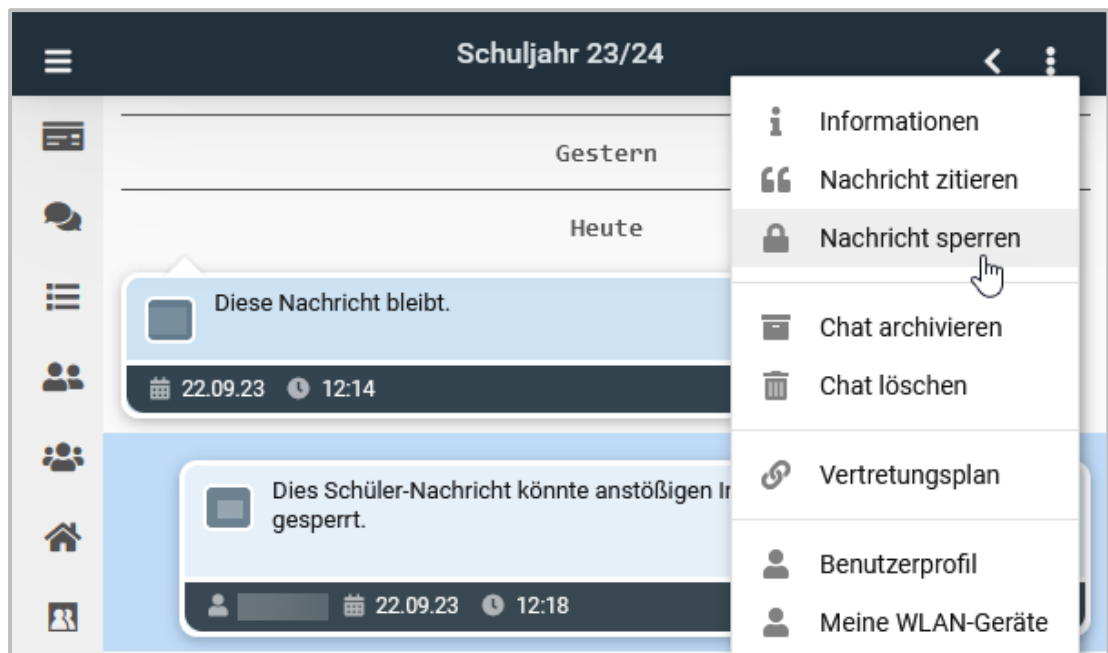 Schuljahr 23/24
Gestern
Heute
Diese Nachricht bleibt.
22.09.23 12:14
Dies Schüler-Nachricht könnte anstößigen
gesperrt.
22.09.23 12:18
Informationen
Nachricht zitieren
Nachricht sperren
Chat archivieren
Chat löschen
Vertretungsplan
Benutzerprofil
Meine WLAN-Geräte